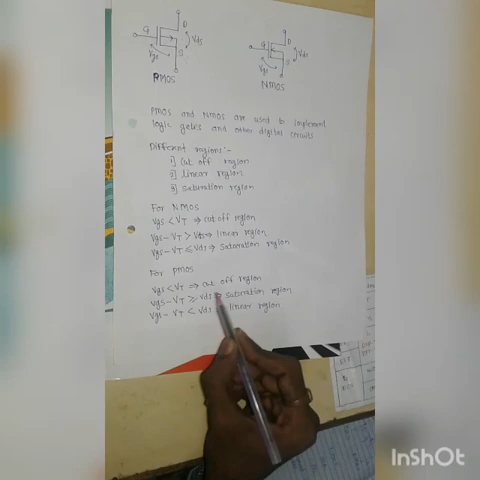 G D S Vds Vgs
PMOS
G D S Vds Vgs
NMOS
PMOS and NMOS are used to implement
logic gates and other digital circuits
Different regions:-
1) Cut off region
2) linear region
3) saturation region
For NMOS
Vgs < VT ⇒ cut off region
Vgs - VT > Vds ⇒ linear region
Vgs - VT ≤ Vds ⇒ saturation region
For PMOS
Vgs < VT ⇒ cut off region
Vgs - VT ≥ Vds ⇒ saturation region
Vgs - VT < Vds linear region
InShOt